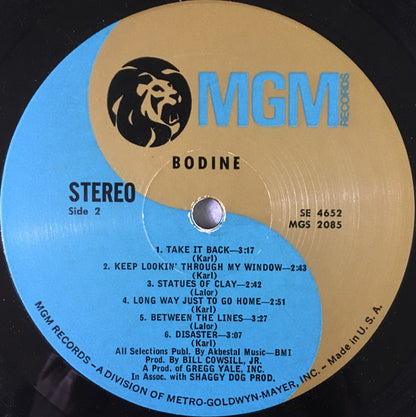 MGM
RECORDS
BODINE
STEREO
Side 2
SE 4652
MGS 2085
1. TAKE IT BACK—3:17
(Karl)
2. KEEP LOOKIN' THROUGH MY WINDOW—2:43
(Karl)
3. STATUES OF CLAY—2:42
(Lalor)
4. LONG WAY JUST TO GO HOME—2:51
(Karl)
5. BETWEEN THE LINES—3:27
(Lalor)
6. DISASTER—3:07
(Karl)
All Selections Publ. By Akbestal Music—BMI
Prod. By BILL COWSILL, JR.
A Prod. of GREGG YALE, INC.
In Assoc. with SHAGGY DOG PROD.
MGM RECORDS – A DIVISION OF METRO-GOLDWYN-MAYER, INC. – Made in U. S. A.